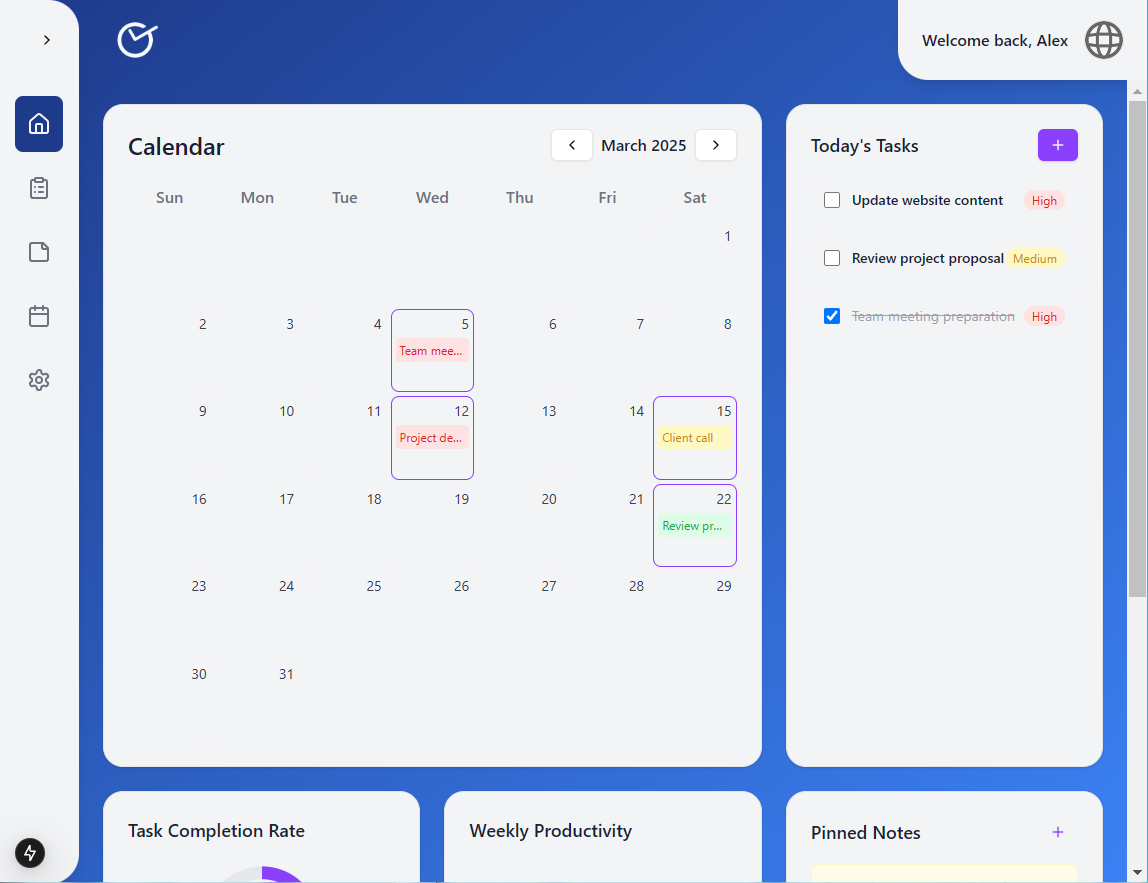 Welcome back, Alex
Calendar
March 2025
Sun Mon Tue Wed Thu Fri Sat
1
2 3 4 5 6 7 8
Team mee...
9 10 11 12 13 14 15
Project de... Client call
16 17 18 19 20 21 22
Review pr...
23 24 25 26 27 28 29
30 31
Today's Tasks
+
Update website content High
Review project proposal Medium
Team meeting preparation High
Task Completion Rate
Weekly Productivity
Pinned Notes +